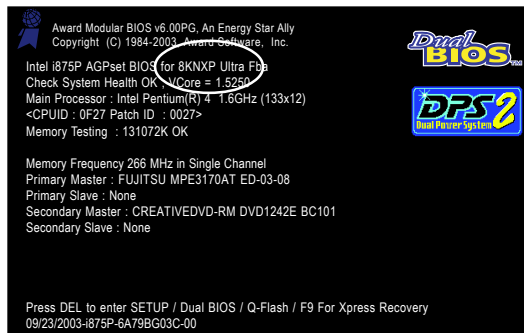 Award Modular BIOS v6.00PG, An Energy Star Ally
Copyright (C) 1984-2003, Award Software, Inc.
Dual BIOS TM
Intel i875P AGPset BIOS for 8KNXP Ultra Fba
Check System Health OK , VCore = 1.5250
Main Processor : Intel Pentium(R) 4 1.6GHz (133x12)
<CPUID : 0F27 Patch ID : 0027>
Memory Testing : 131072K OK
DPS 2
Dual Power System
Memory Frequency 266 MHz in Single Channel
Primary Master : FUJITSU MPE3170AT ED-03-08
Primary Slave : None
Secondary Master : CREATIVEDVD-RM DVD1242E BC101
Secondary Slave : None
Press DEL to enter SETUP / Dual BIOS / Q-Flash / F9 For Xpress Recovery
09/23/2003-i875P-6A79BG03C-00